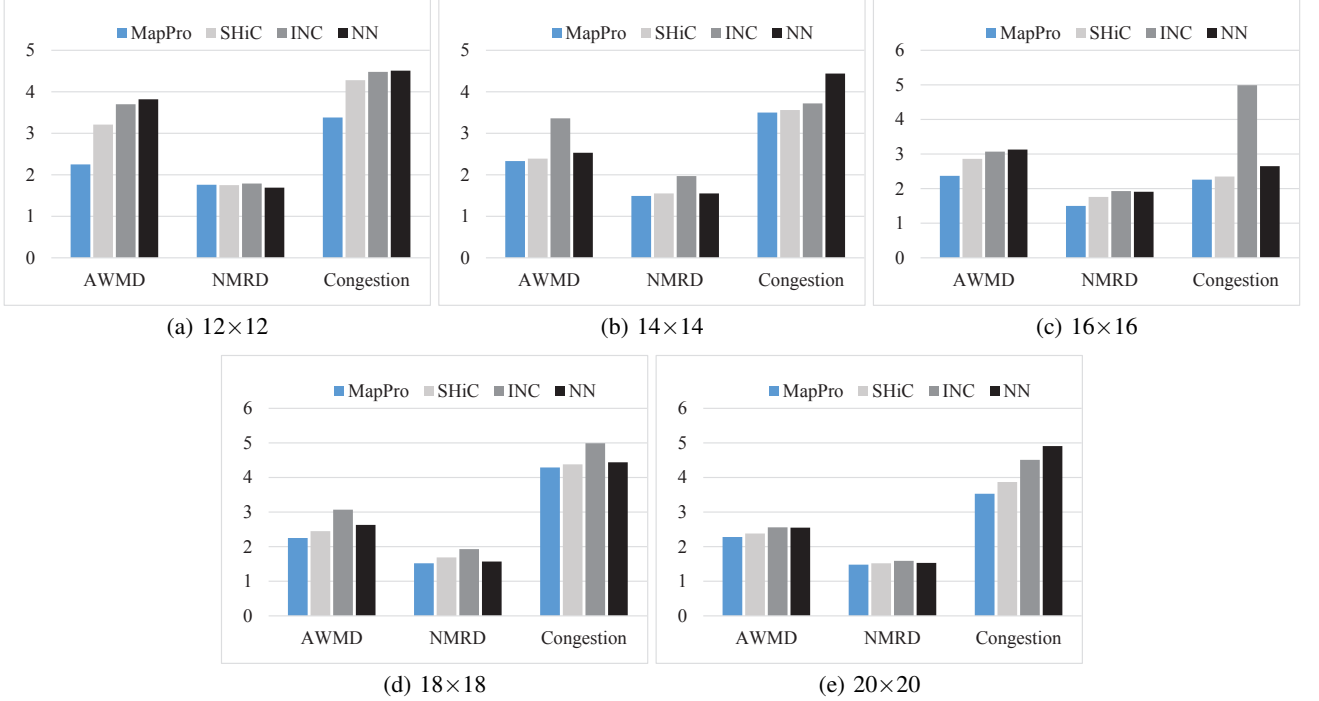 MapPro SHiC INC NN
5
4
3
2
1
0
AWMD NMRD Congestion
(a) 12×12
MapPro SHiC INC NN
5
4
3
2
1
0
AWMD NMRD Congestion
(b) 14×14
MapPro SHiC INC NN
6
5
4
3
2
1
0
AWMD NMRD Congestion
(c) 16×16
MapPro SHiC INC NN
6
5
4
3
2
1
0
AWMD NMRD Congestion
(d) 18×18
MapPro SHiC INC NN
6
5
4
3
2
1
0
AWMD NMRD Congestion
(e) 20×20